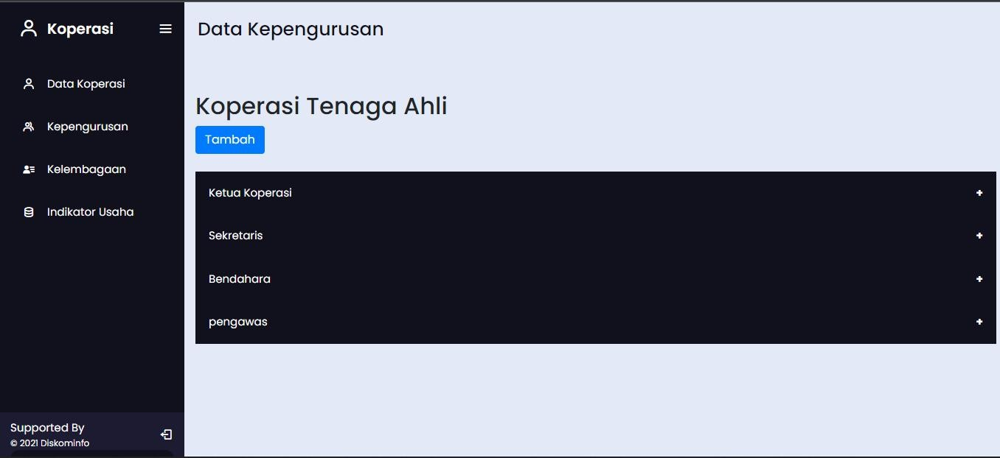 Koperasi
Data Koperasi
Kepengurusan
Kelembagaan
Indikator Usaha
Supported By
© 2021 Diskominfo
Data Kepengurusan
Koperasi Tenaga Ahli
Tambah
Ketua Koperasi +
Sekretaris +
Bendahara +
pengawas +